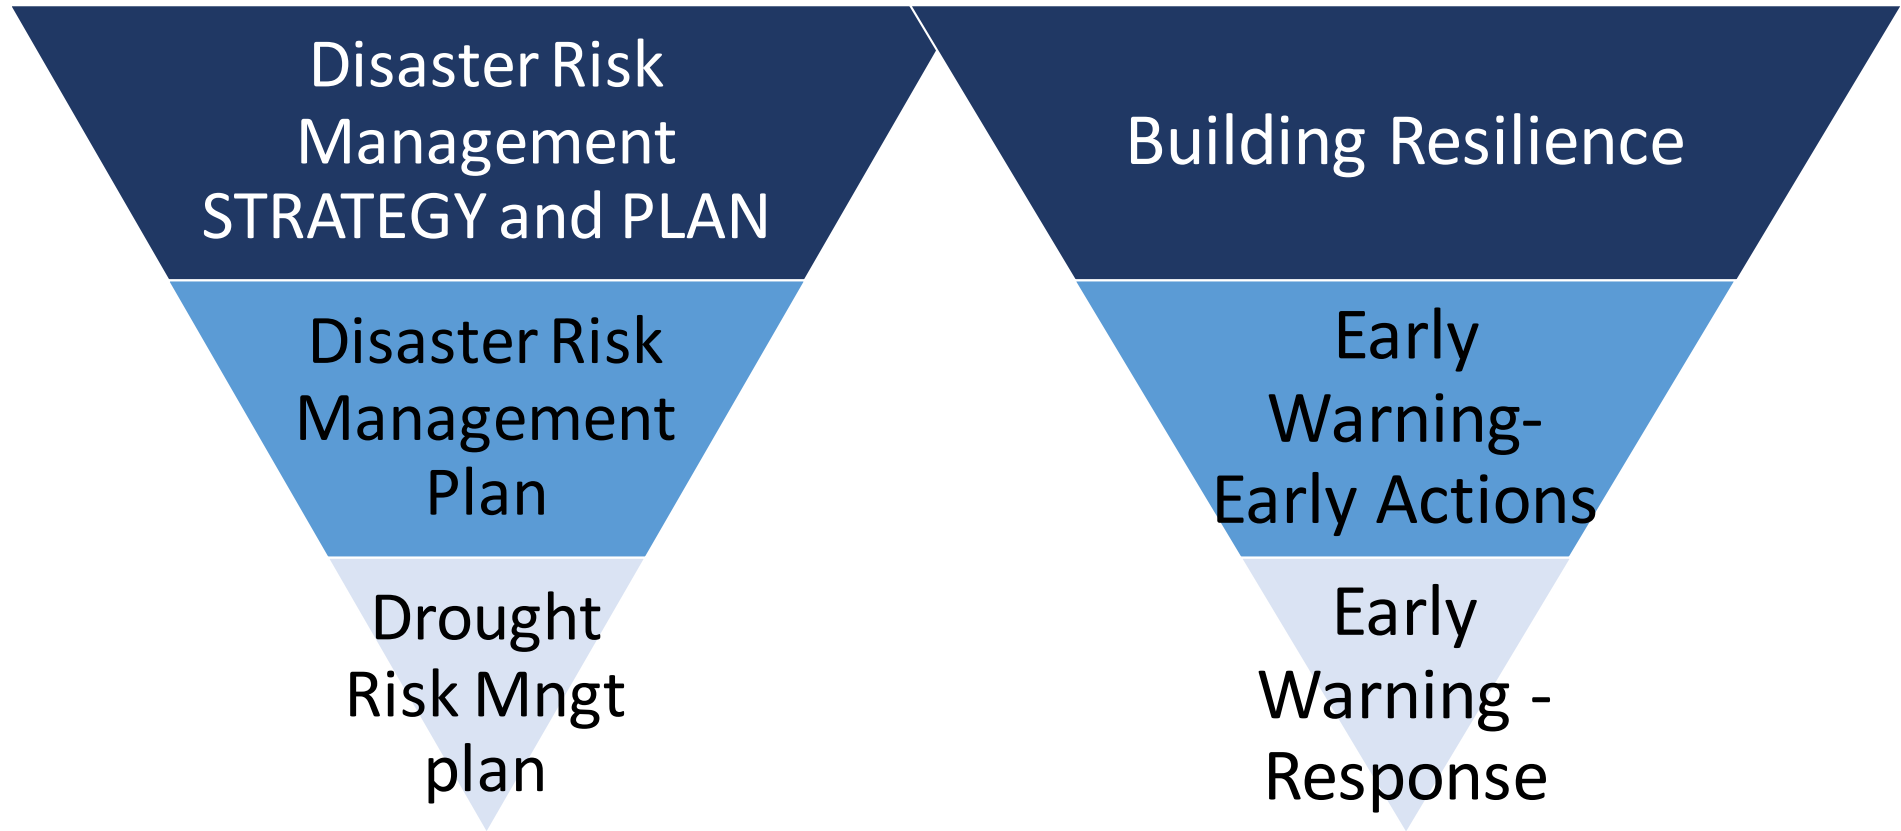 Disaster Risk
Management
STRATEGY and PLAN
Disaster Risk
Management
Plan
Drought
Risk Mngt
plan
Building Resilience
Early
Warning-
Early Actions
Early
Warning -
Response